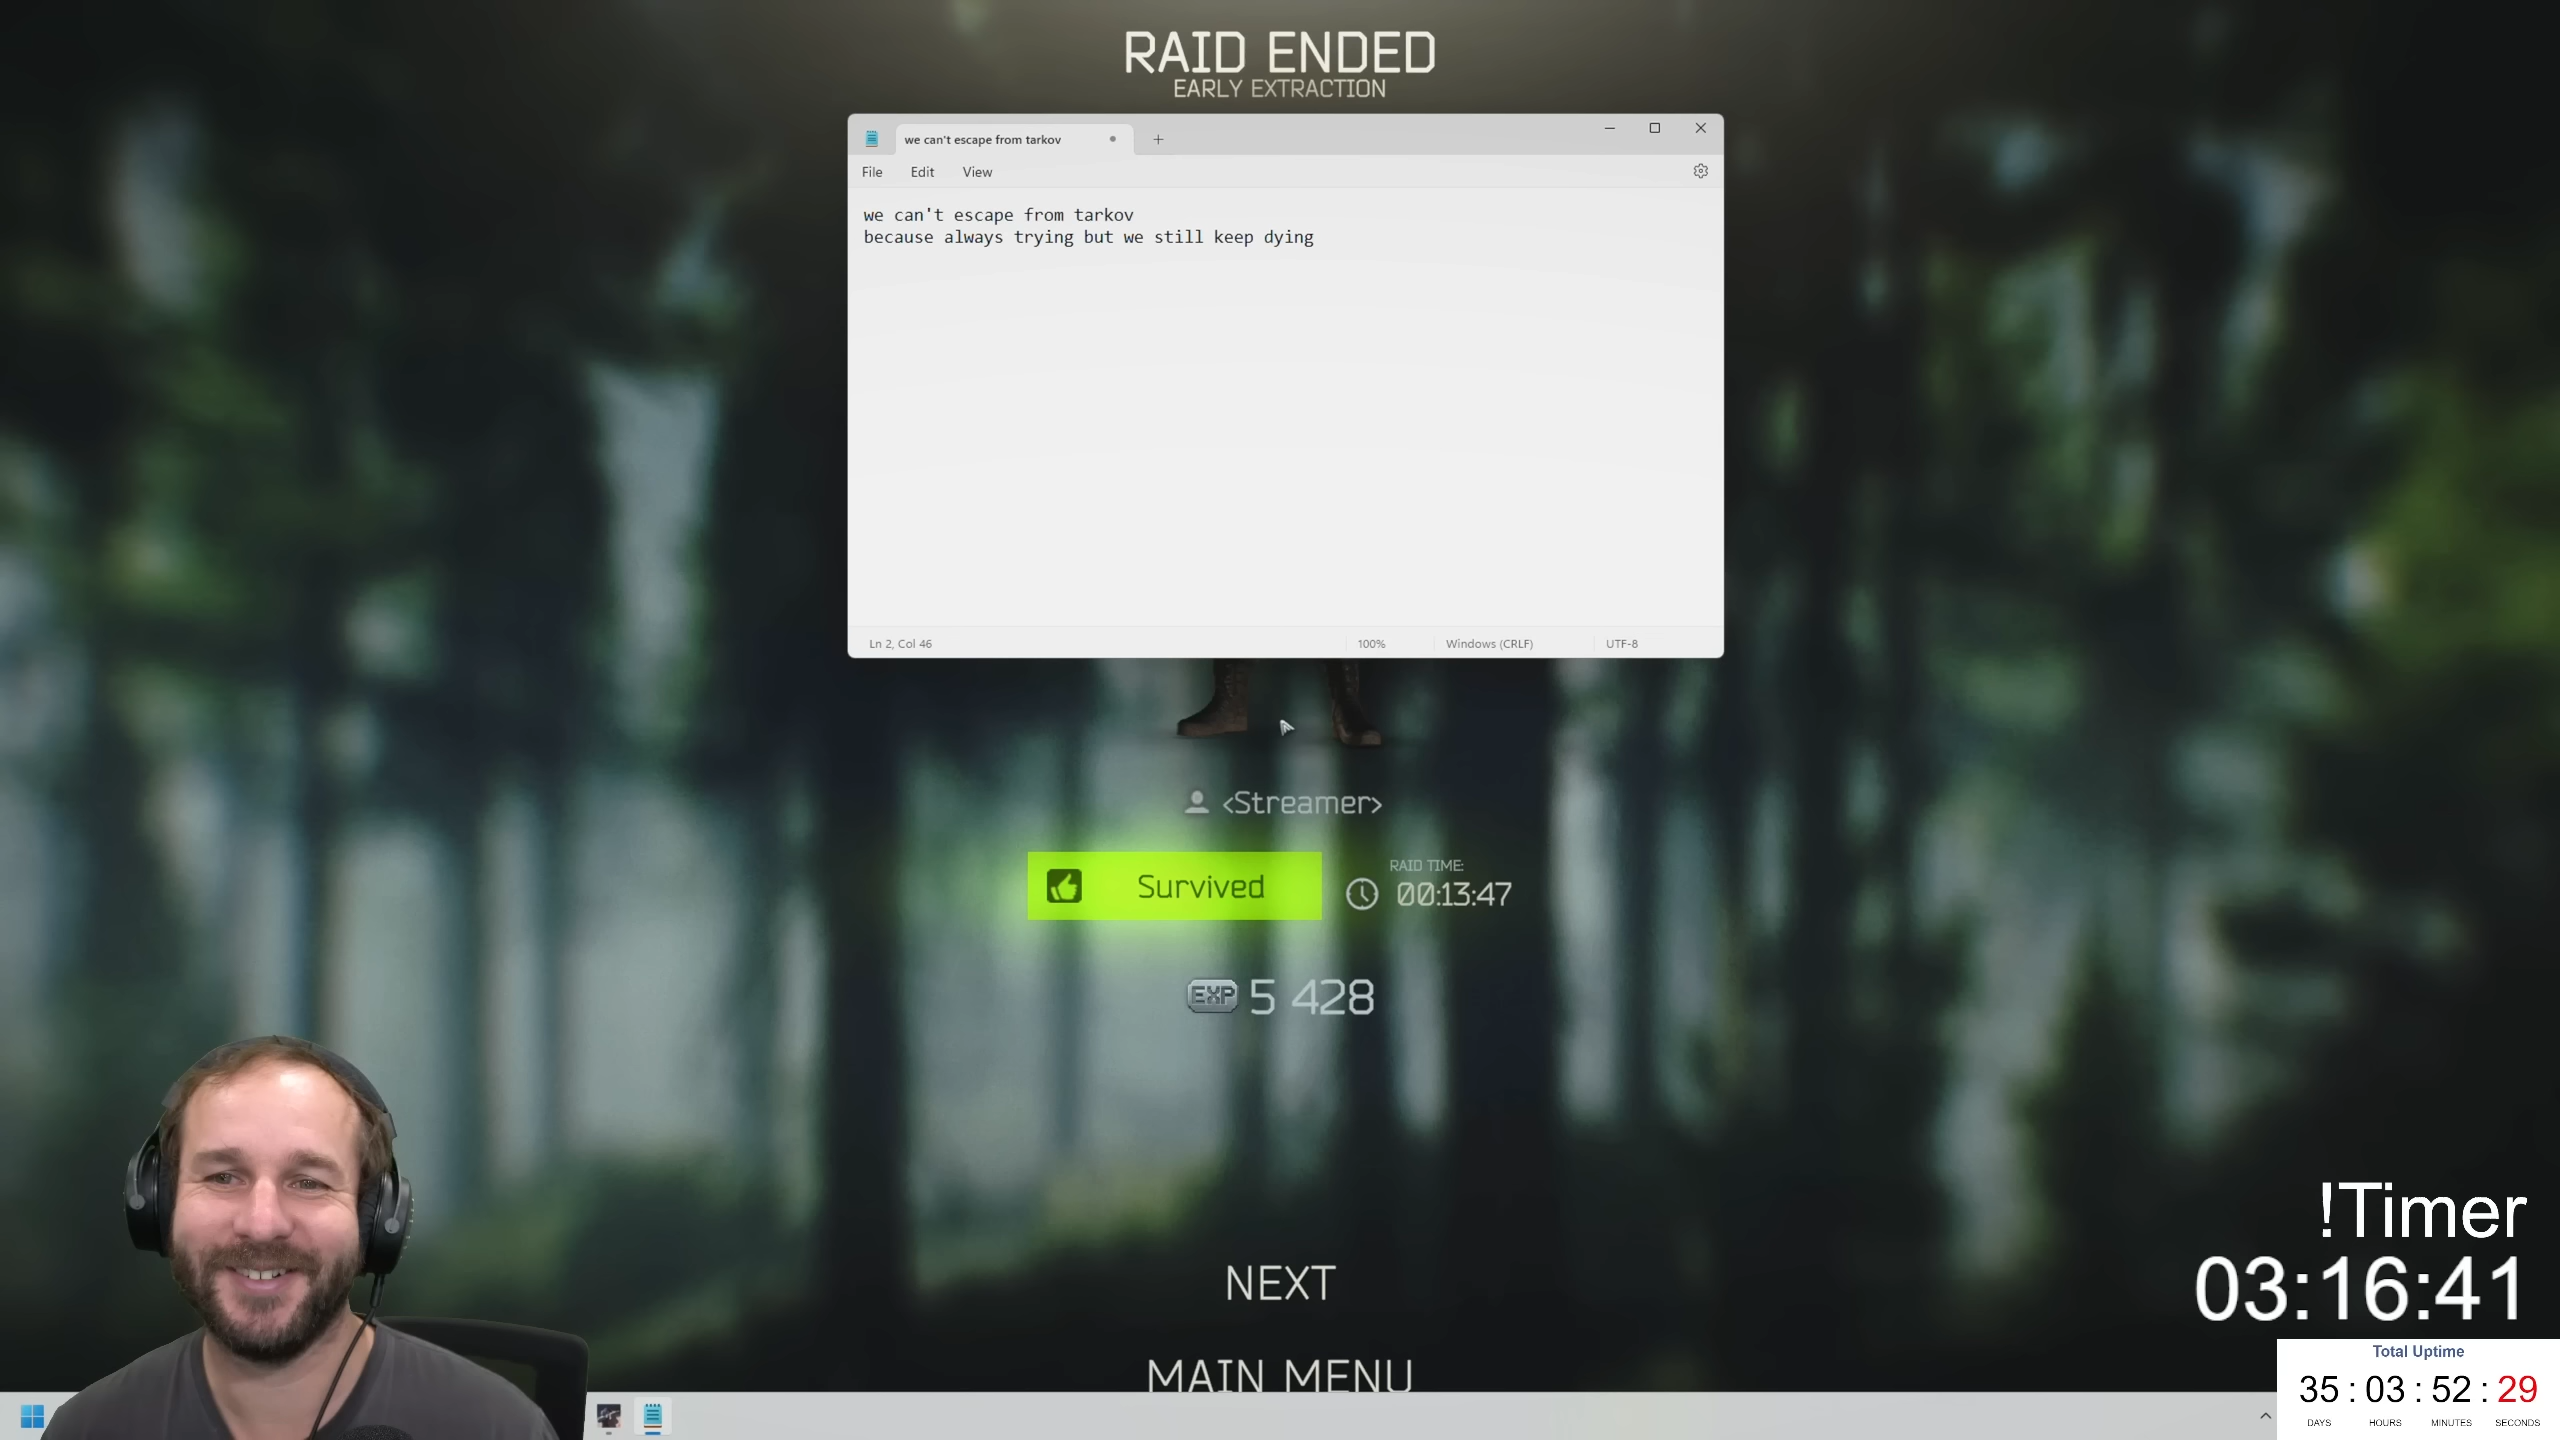 RAID ENDED
EARLY EXTRACTION
we can't escape from tarkov
File Edit View
we can't escape from tarkov
because always trying but we still keep dying
Ln 2, Col 46 100% Windows (CRLF) UTF-8
<Streamer>
Survived
RAID TIME:
00:13:47
EXP 5 428
NEXT
MAIN MENU
!Timer
03:16:41
Total Uptime
35 : 03 : 52 : 29
DAYS HOURS MINUTES SECONDS